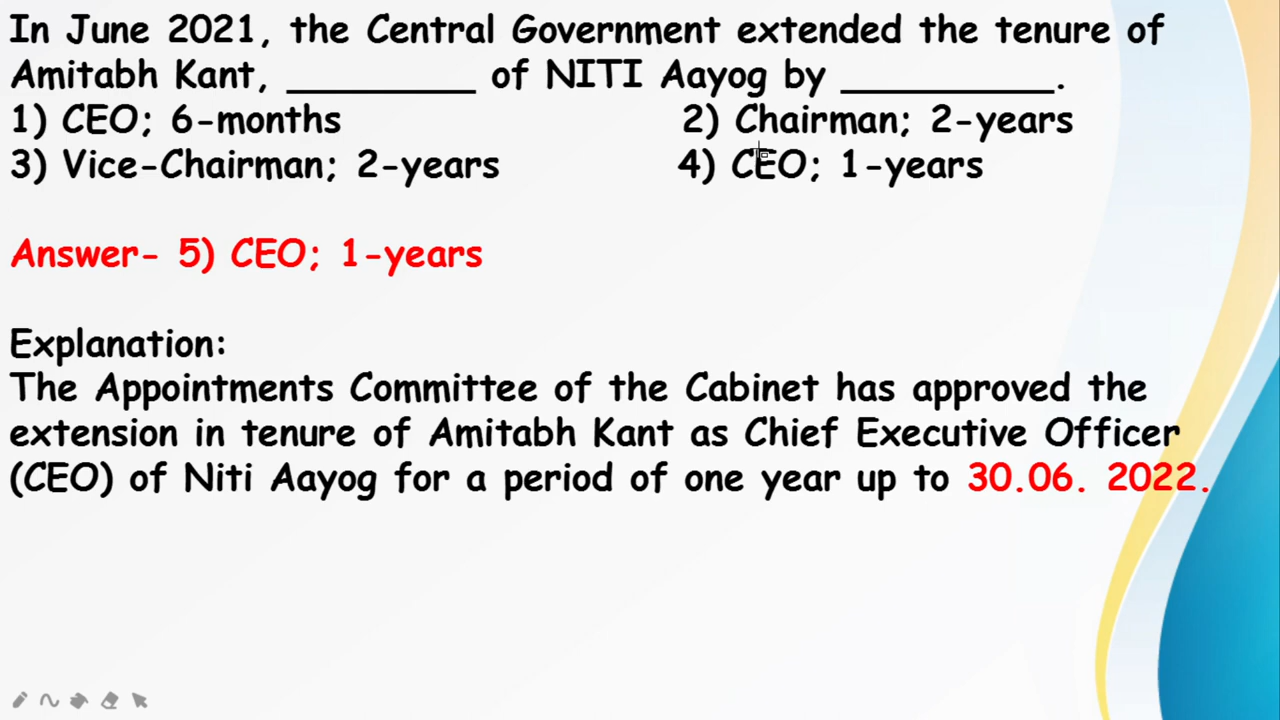 In June 2021, the Central Government extended the tenure of
Amitabh Kant, _________ of NITI Aayog by __________.
1) CEO; 6-months 2) Chairman; 2-years
3) Vice-Chairman; 2-years 4) CEO; 1-years
Answer- 5) CEO; 1-years
Explanation:
The Appointments Committee of the Cabinet has approved the
extension in tenure of Amitabh Kant as Chief Executive Officer
(CEO) of Niti Aayog for a period of one year up to 30.06. 2022.